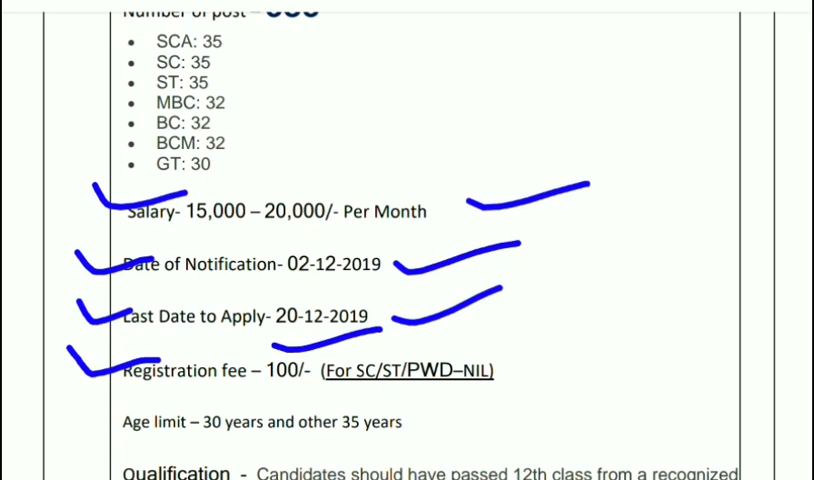 Number of post –
• SCA: 35
• SC: 35
• ST: 35
• MBC: 32
• BC: 32
• BCM: 32
• GT: 30
Salary- 15,000 – 20,000/- Per Month
Date of Notification- 02-12-2019
Last Date to Apply- 20-12-2019
Registration fee – 100/- (For SC/ST/PWD–NIL)
Age limit – 30 years and other 35 years
Qualification - Candidates should have passed 12th class from a recognized